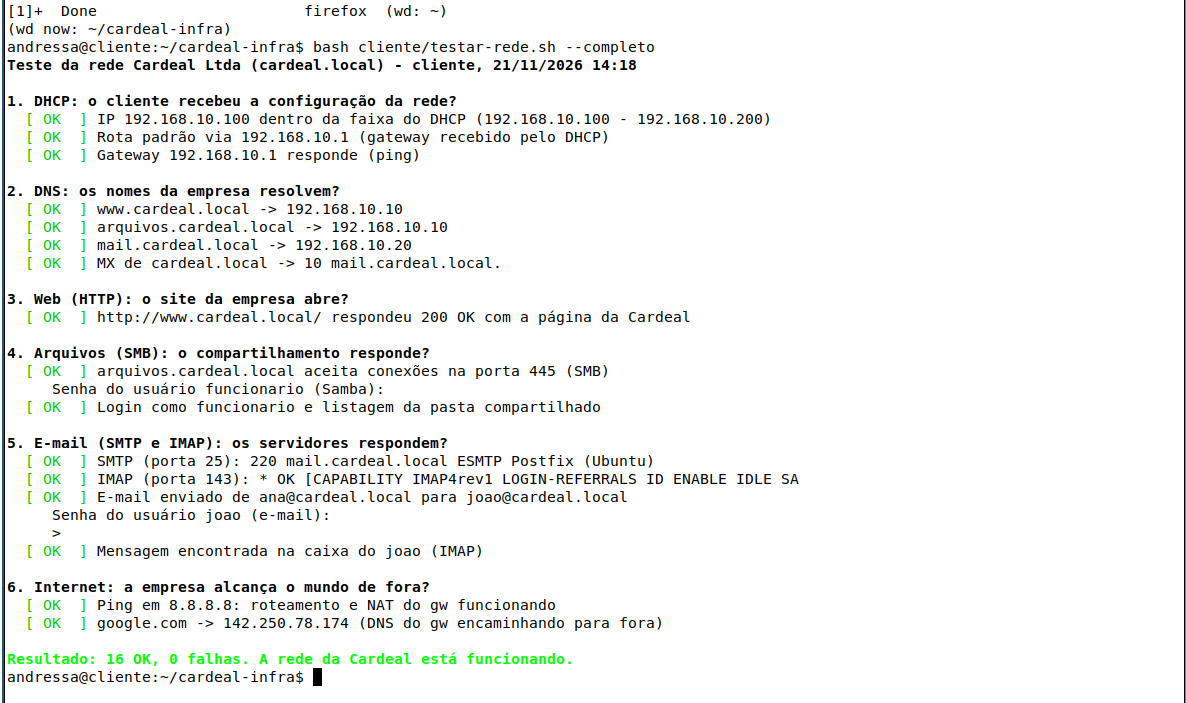 [1]+  Done                       firefox  (wd: ~)
(wd now: ~/cardeal-infra)
andressa@cliente:~/cardeal-infra$ bash cliente/testar-rede.sh --completo
Teste da rede Cardeal Ltda (cardeal.local) - cliente, 21/11/2026 14:18

1. DHCP: o cliente recebeu a configuração da rede?
  [ OK  ] IP 192.168.10.100 dentro da faixa do DHCP (192.168.10.100 - 192.168.10.200)
  [ OK  ] Rota padrão via 192.168.10.1 (gateway recebido pelo DHCP)
  [ OK  ] Gateway 192.168.10.1 responde (ping)

2. DNS: os nomes da empresa resolvem?
  [ OK  ] www.cardeal.local -> 192.168.10.10
  [ OK  ] arquivos.cardeal.local -> 192.168.10.10
  [ OK  ] mail.cardeal.local -> 192.168.10.20
  [ OK  ] MX de cardeal.local -> 10 mail.cardeal.local.

3. Web (HTTP): o site da empresa abre?
  [ OK  ] http://www.cardeal.local/ respondeu 200 OK com a página da Cardeal

4. Arquivos (SMB): o compartilhamento responde?
  [ OK  ] arquivos.cardeal.local aceita conexões na porta 445 (SMB)
     Senha do usuário funcionario (Samba):
  [ OK  ] Login como funcionario e listagem da pasta compartilhado

5. E-mail (SMTP e IMAP): os servidores respondem?
  [ OK  ] SMTP (porta 25): 220 mail.cardeal.local ESMTP Postfix (Ubuntu)
  [ OK  ] IMAP (porta 143): * OK [CAPABILITY IMAP4rev1 LOGIN-REFERRALS ID ENABLE IDLE SA
  [ OK  ] E-mail enviado de ana@cardeal.local para joao@cardeal.local
     Senha do usuário joao (e-mail):
     >
  [ OK  ] Mensagem encontrada na caixa do joao (IMAP)

6. Internet: a empresa alcança o mundo de fora?
  [ OK  ] Ping em 8.8.8.8: roteamento e NAT do gw funcionando
  [ OK  ] google.com -> 142.250.78.174 (DNS do gw encaminhando para fora)

Resultado: 16 OK, 0 falhas. A rede da Cardeal está funcionando.
andressa@cliente:~/cardeal-infra$